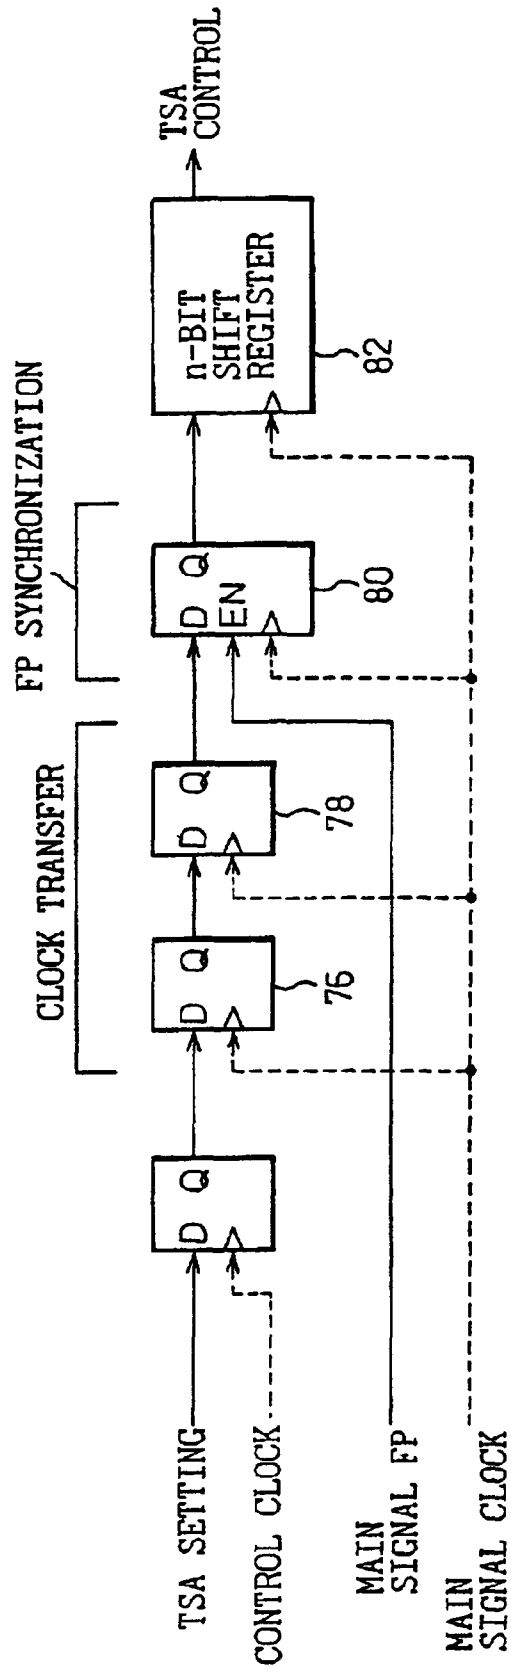 CLOCK TRANSFER
FP SYNCHRONIZATION
TSA SETTING
D Q
D Q
D Q
D Q
EN
n-BIT
SHIFT
REGISTER
TSA
CONTROL
CONTROL CLOCK
76
78
80
82
MAIN
SIGNAL FP
MAIN
SIGNAL CLOCK